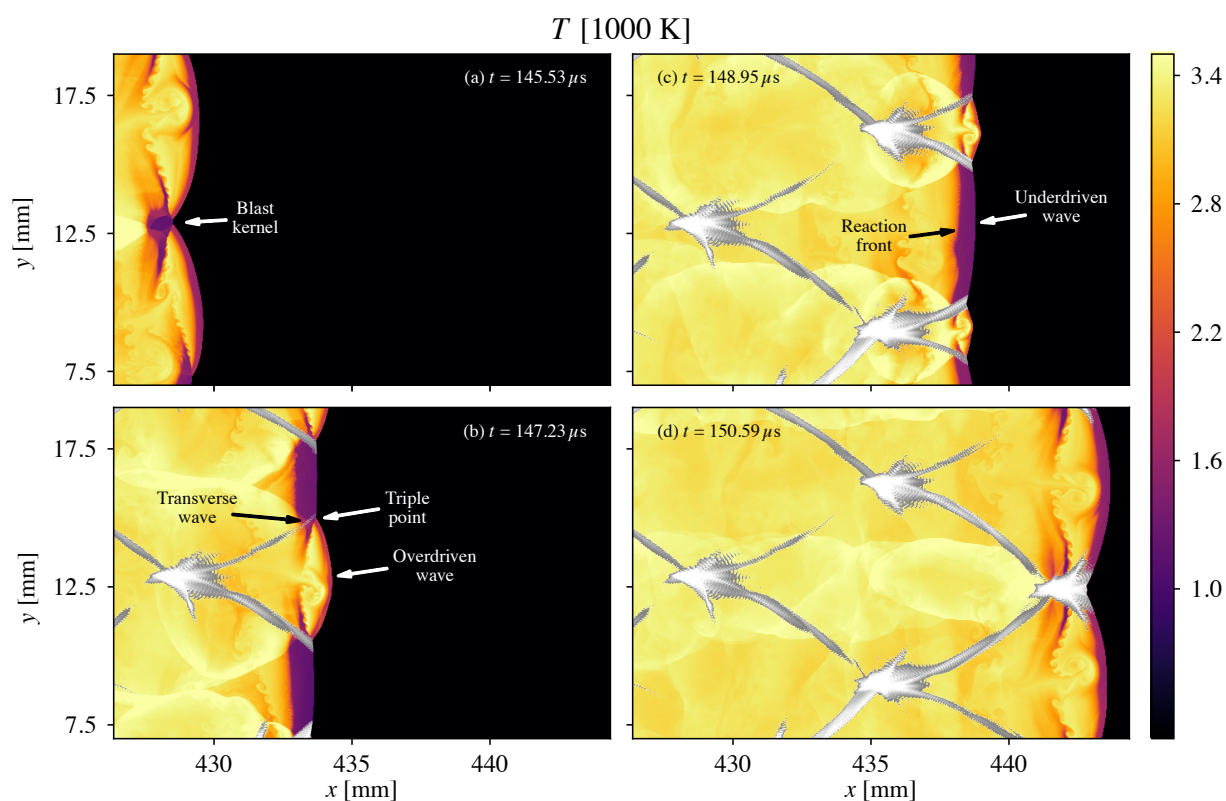 T [1000 K]
(a) t = 145.53 μs
Blast
kernel
17.5
12.5
7.5
y [mm]
(c) t = 148.95 μs
Underdriven
wave
Reaction
front
(b) t = 147.23 μs
Transverse
wave
Triple
point
Overdriven
wave
17.5
12.5
7.5
y [mm]
430
435
440
x [mm]
(d) t = 150.59 μs
430
435
440
x [mm]
3.4
2.8
2.2
1.6
1.0